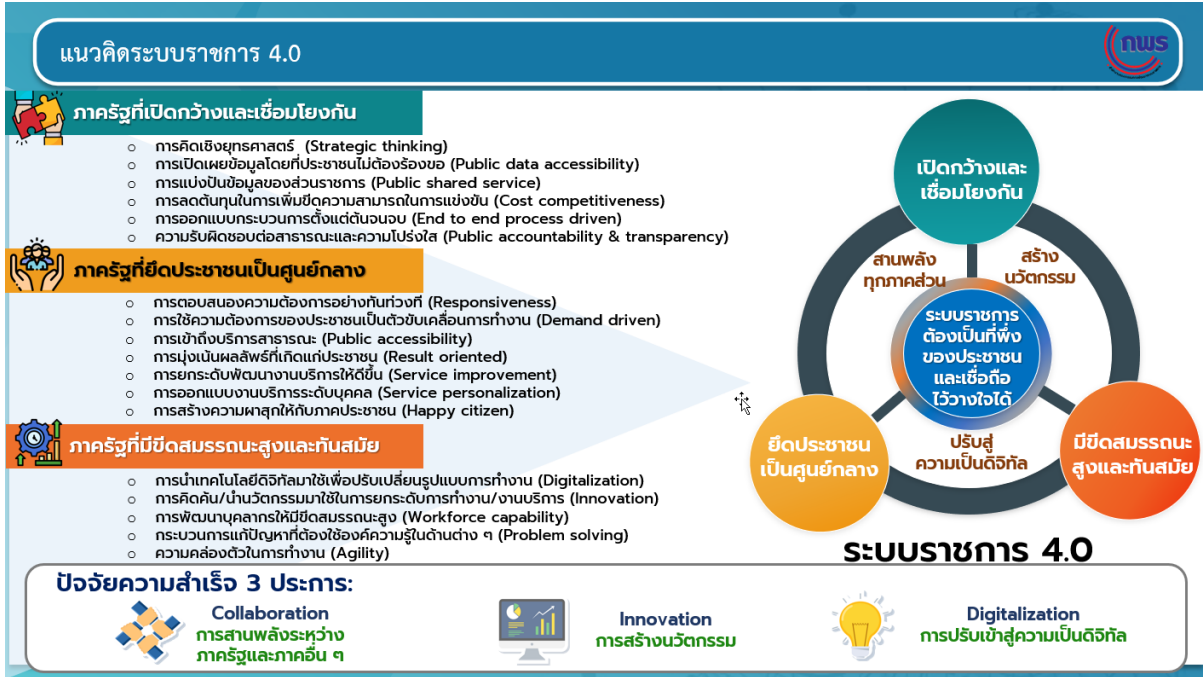 แนวคิดระบบราชการ 4.0
กพร
ภาครัฐที่เปิดกว้างและเชื่อมโยงกัน
o การคิดเชิงยุทธศาสตร์ (Strategic thinking)
o การเปิดเผยข้อมูลโดยที่ประชาชนไม่ต้องร้องขอ (Public data accessibility)
o การแบ่งปันข้อมูลของส่วนราชการ (Public shared service)
o การลดต้นทุนในการเพิ่มขีดความสามารถในการแข่งขัน (Cost competitiveness)
o การออกแบบกระบวนการตั้งแต่ต้นจนจบ (End to end process driven)
o ความรับผิดชอบต่อสาธารณะและความโปร่งใส (Public accountability & transparency)
ภาครัฐที่ยึดประชาชนเป็นศูนย์กลาง
o การตอบสนองความต้องการอย่างทันท่วงที (Responsiveness)
o การใช้ความต้องการของประชาชนเป็นตัวขับเคลื่อนการทำงาน (Demand driven)
o การเข้าถึงบริการสาธารณะ (Public accessibility)
o การมุ่งเน้นผลลัพธ์ที่เกิดแก่ประชาชน (Result oriented)
o การยกระดับพัฒนางานบริการให้ดีขึ้น (Service improvement)
o การออกแบบงานบริการระดับบุคคล (Service personalization)
o การสร้างความผาสุกให้กับภาคประชาชน (Happy citizen)
ภาครัฐที่มีขีดสมรรถนะสูงและทันสมัย
o การนำเทคโนโลยีดิจิทัลมาใช้เพื่อปรับเปลี่ยนรูปแบบการทำงาน (Digitalization)
o การคิดค้น/นำนวัตกรรมมาใช้ในการยกระดับการทำงาน/งานบริการ (Innovation)
o การพัฒนาบุคลากรให้มีขีดสมรรถนะสูง (Workforce capability)
o กระบวนการแก้ปัญหาที่ต้องใช้องค์ความรู้ในด้านต่าง ๆ (Problem solving)
o ความคล่องตัวในการทำงาน (Agility)
เปิดกว้างและ
เชื่อมโยงกัน
สานพลัง
ทุกภาคส่วน
สร้าง
นวัตกรรม
ระบบราชการ
ต้องเป็นที่พึ่ง
ของประชาชน
และเชื่อถือ
ไว้วางใจได้
ยึดประชาชน
เป็นศูนย์กลาง
ปรับสู่
ความเป็นดิจิทัล
มีขีดสมรรถนะ
สูงและทันสมัย
ระบบราชการ 4.0
ปัจจัยความสำเร็จ 3 ประการ:
Collaboration
การสานพลังระหว่าง
ภาครัฐและภาคอื่น ๆ
Innovation
การสร้างนวัตกรรม
Digitalization
การปรับเข้าสู่ความเป็นดิจิทัล